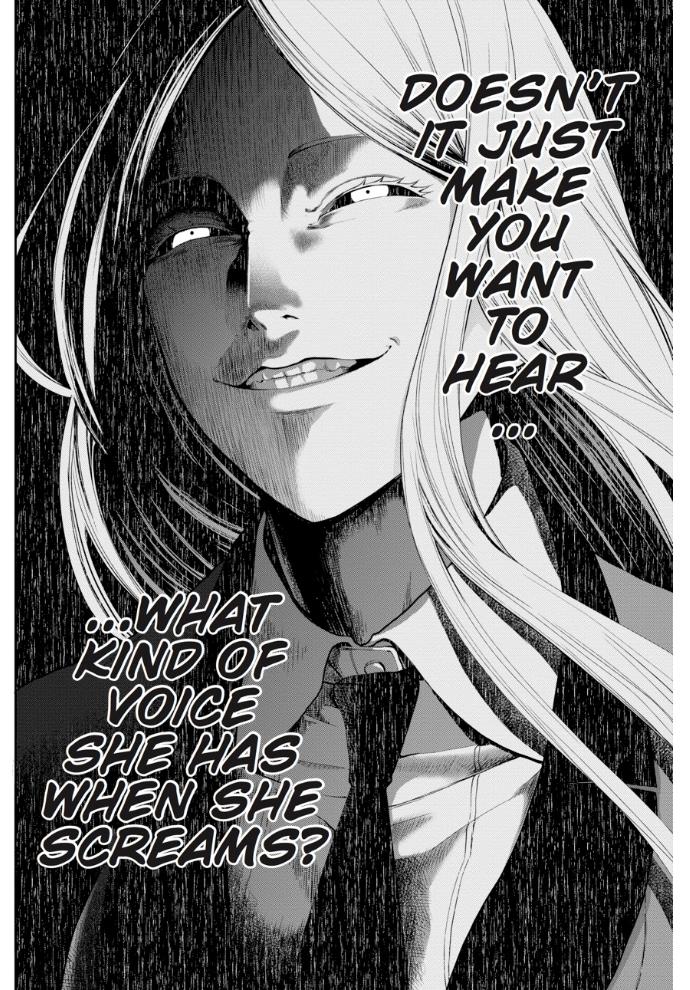 DOESN'T
IT JUST
MAKE
YOU
WANT
TO
HEAR
...
...WHAT
KIND OF
VOICE
SHE HAS
WHEN SHE
SCREAMS?